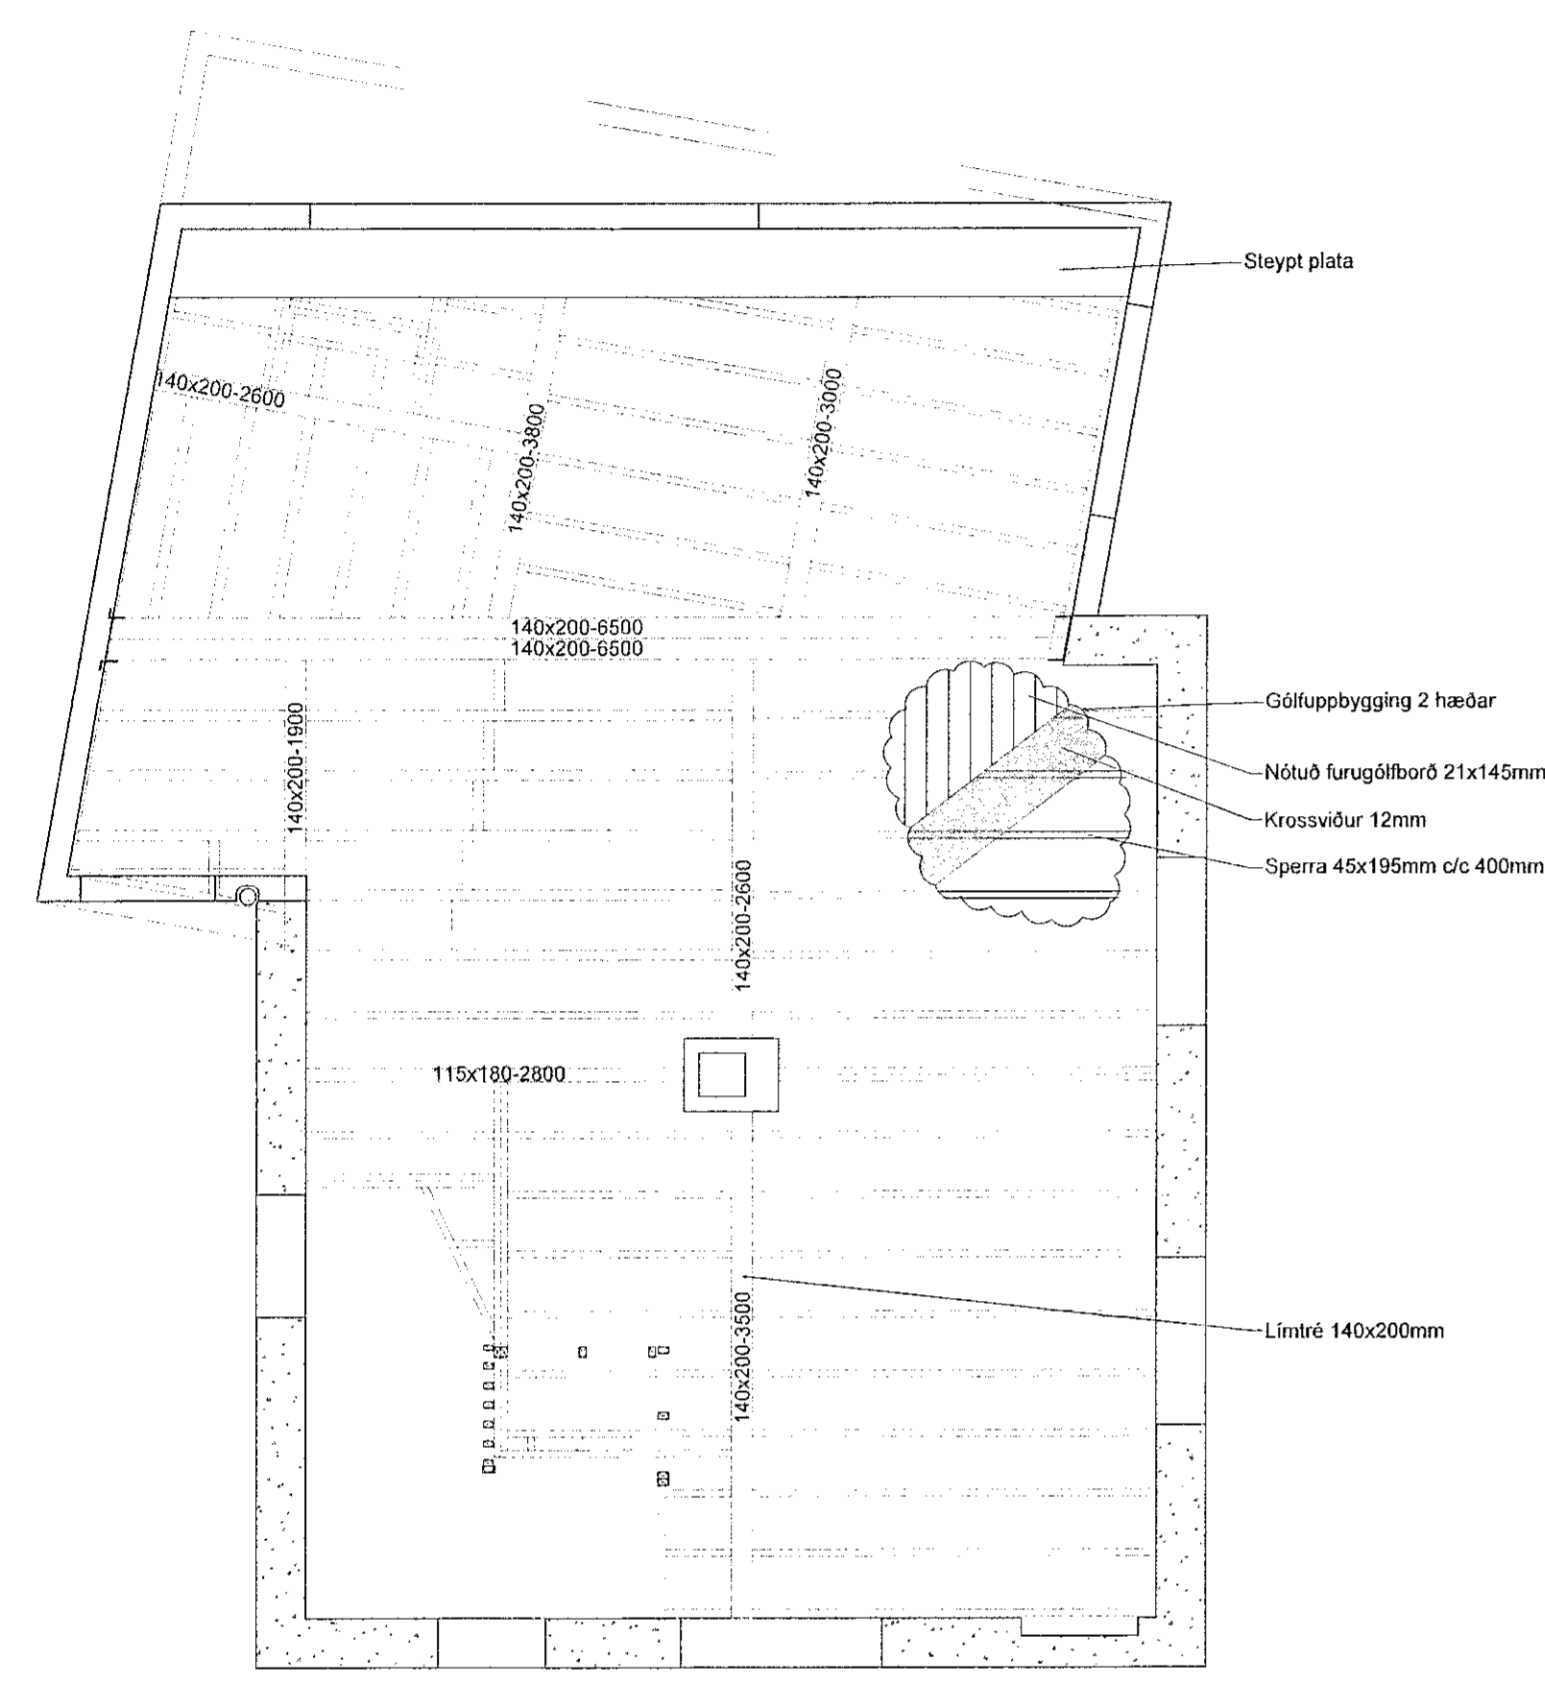 Steypt plata
140x200-2600
140x200-3800
140x200-3000
140x200-6500
140x200-6500
Gólfuppbygging 2 hæðar
140x200-1900
Nótuð furugólfborð 21x145mm
Krossviður 12mm
Sperra 45x195mm c/c 400mm
140x200-2600
115x180-2800
Límtré 140x200mm
140x200-3500